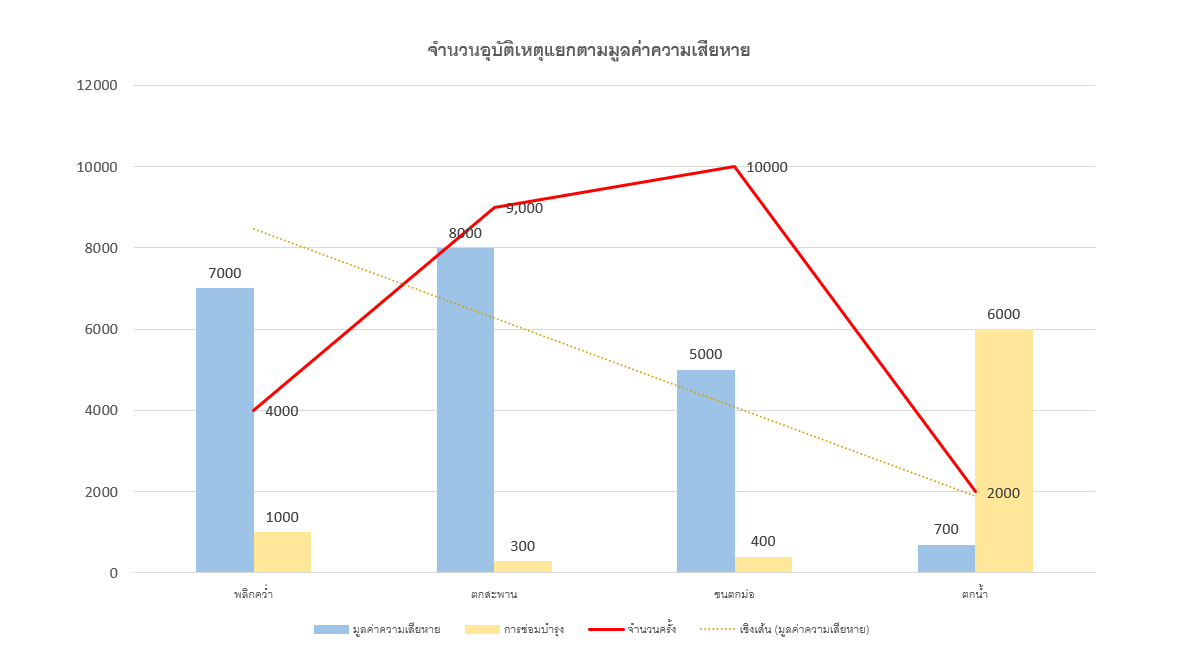 จำนวนอุบัติเหตุแยกตามมูลค่าความเสียหาย
12000
10000
10000
9,000
8000
8000
7000
6000
6000
5000
4000
4000
2000
2000
1000
700
300
400
0
พลิกคว่ำ
ตกสะพาน
ชนตกม่อ
ตกน้ำ
มูลค่าความเสียหาย
การซ่อมบำรุง
จำนวนครั้ง
เชิงเส้น (มูลค่าความเสียหาย)